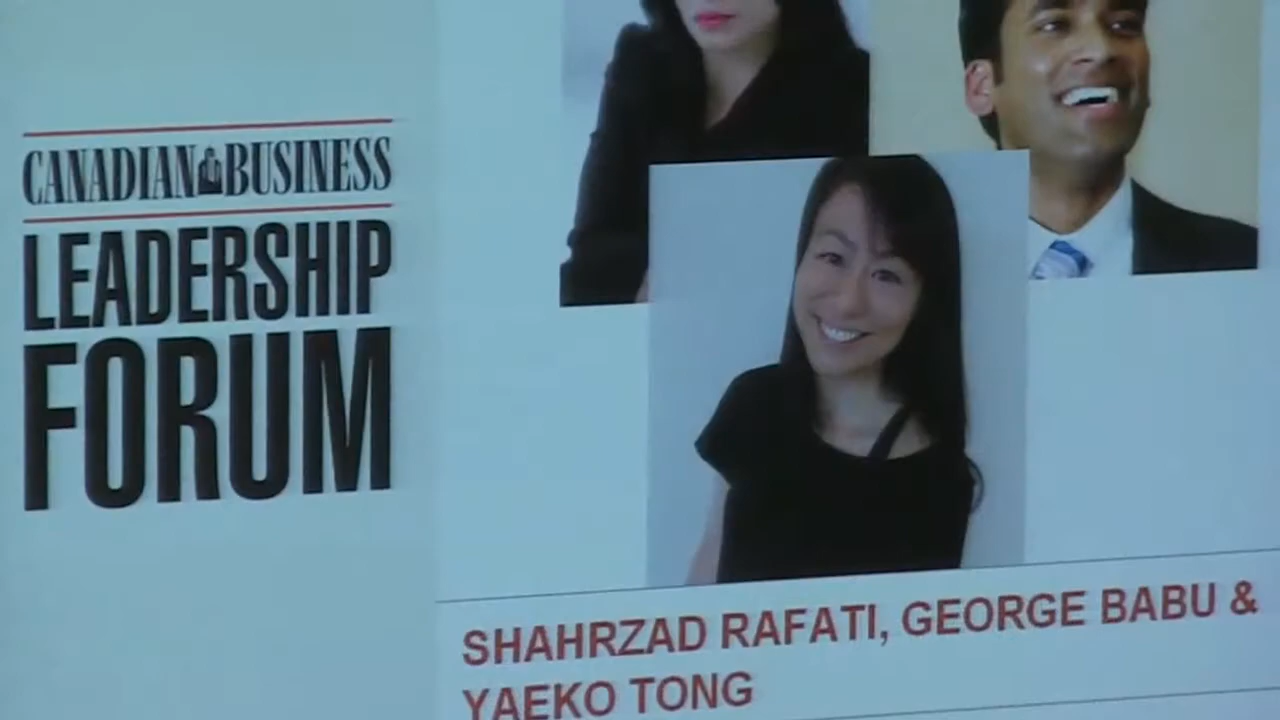 CANADIAN BUSINESS
LEADERSHIP
FORUM
SHAHRZAD RAFATI, GEORGE BABU &
YAEKO TONG